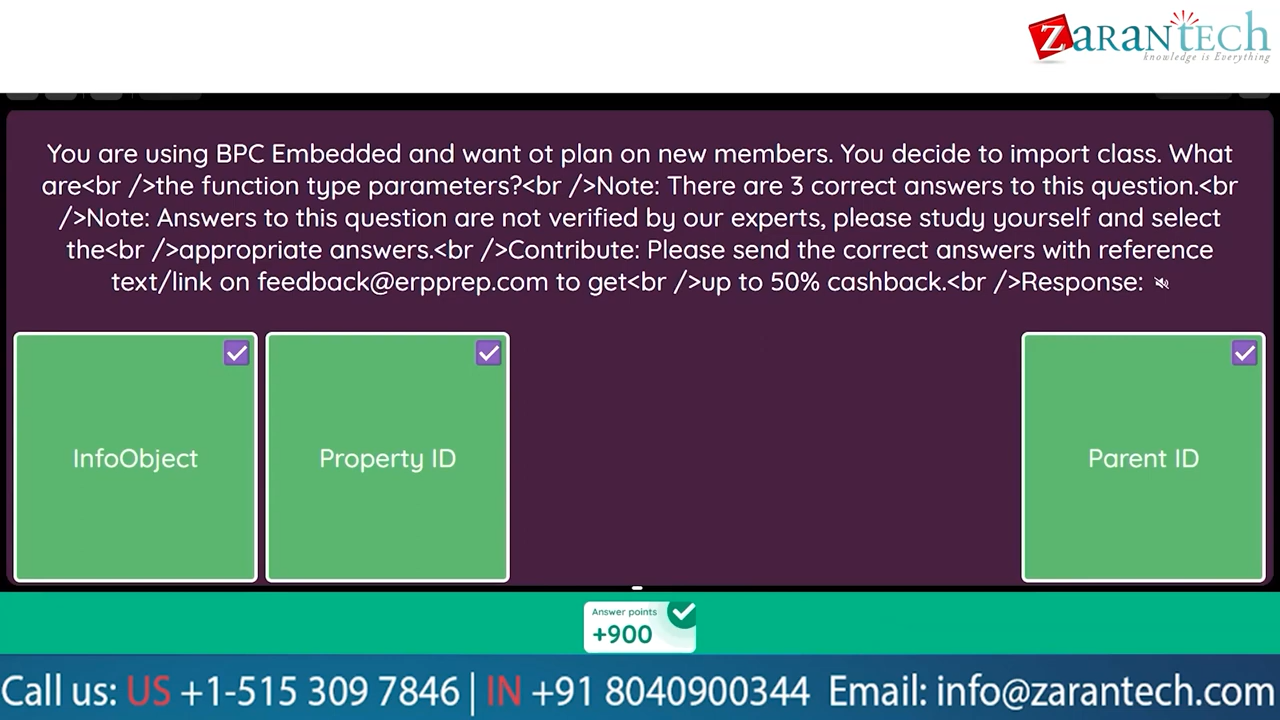 ZARANTECH
knowledge is Everything
You are using BPC Embedded and want ot plan on new members. You decide to import class. What
are<br />the function type parameters?<br />Note: There are 3 correct answers to this question.<br
/>Note: Answers to this question are not verified by our experts, please study yourself and select
the<br />appropriate answers.<br />Contribute: Please send the correct answers with reference
text/link on feedback@erpprep.com to get<br />up to 50% cashback.<br />Response:
InfoObject
Property ID
Parent ID
Answer points
+900
Call us: US +1-515 309 7846 | IN +91 8040900344 Email: info@zarantech.com